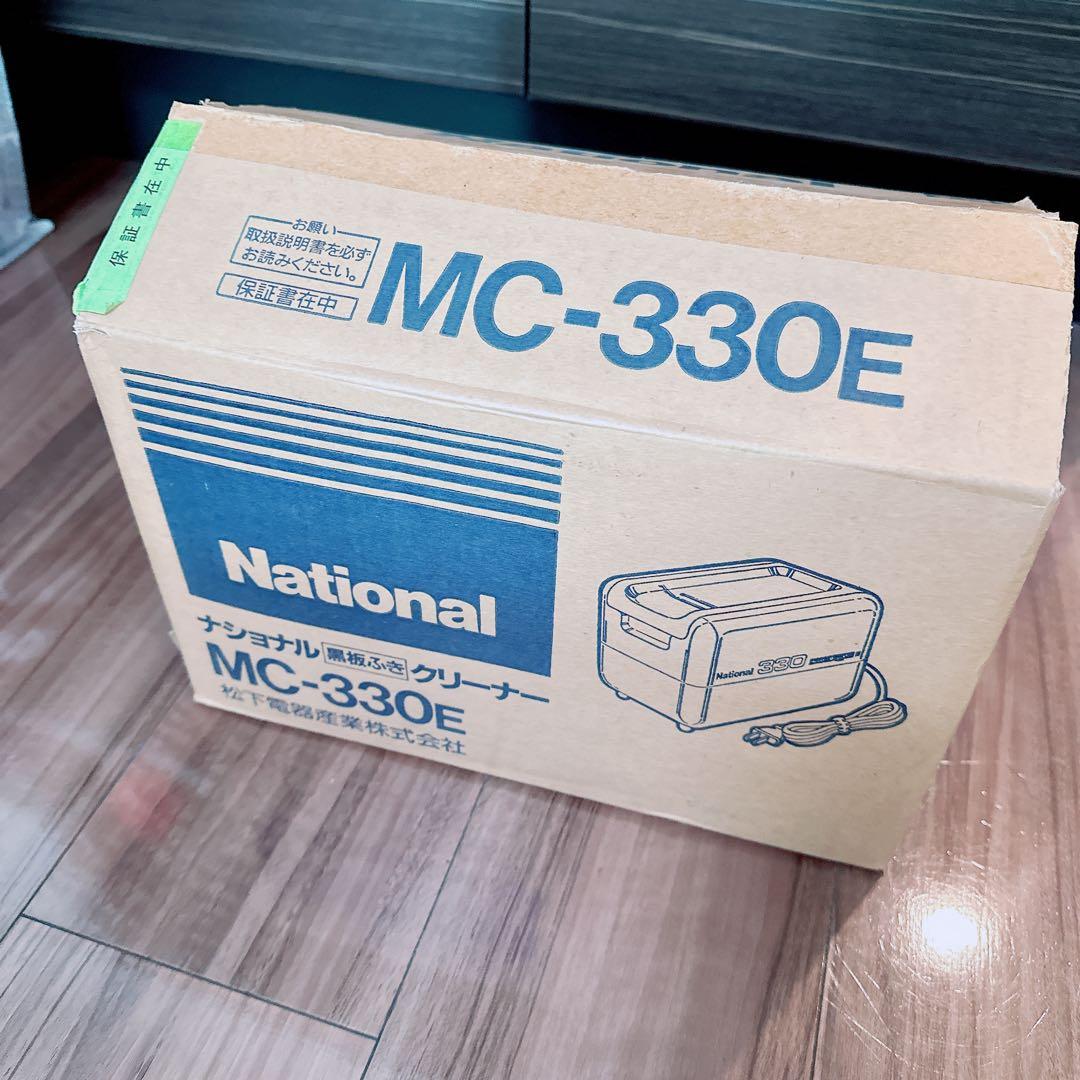 保証書在中
お願い
取扱説明書を必ず
お読みください。
保証書在中
MC-330E
National
ナショナル 黒板ふき クリーナー
MC-330E
松下電器産業株式会社
National 330